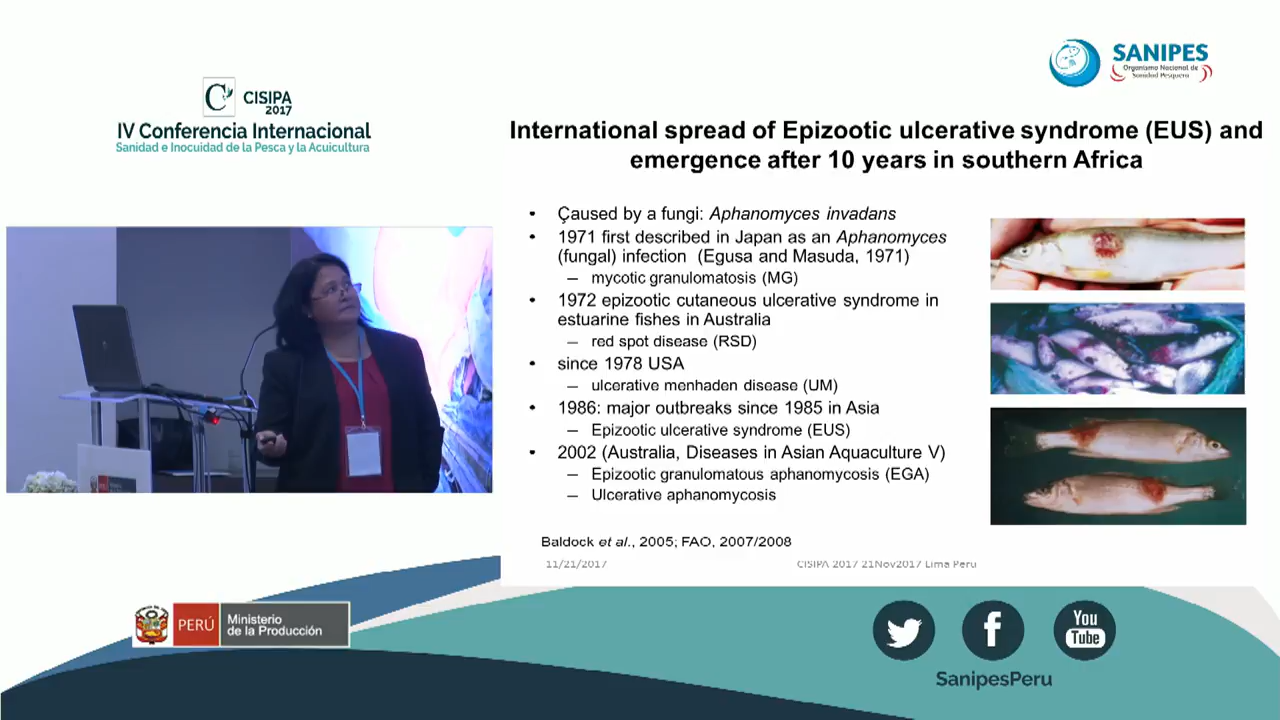 SANIPES
Organismo Nacional de
Sanidad Pesquera
C
CISIPA
2017
IV Conferencia Internacional
Sanidad e Inocuidad de la Pesca y la Acuicultura
International spread of Epizootic ulcerative syndrome (EUS) and
emergence after 10 years in southern Africa
• Çaused by a fungi: Aphanomyces invadans
• 1971 first described in Japan as an Aphanomyces
(fungal) infection (Egusa and Masuda, 1971)
– mycotic granulomatosis (MG)
• 1972 epizootic cutaneous ulcerative syndrome in
estuarine fishes in Australia
– red spot disease (RSD)
• since 1978 USA
– ulcerative menhaden disease (UM)
• 1986: major outbreaks since 1985 in Asia
– Epizootic ulcerative syndrome (EUS)
• 2002 (Australia, Diseases in Asian Aquaculture V)
– Epizootic granulomatous aphanomycosis (EGA)
– Ulcerative aphanomycosis
Baldock et al., 2005; FAO, 2007/2008
11/21/2017
CISIPA 2017 21Nov2017 Lima Peru
PERÚ
Ministerio
de la Producción
You
Tube
SanipesPeru